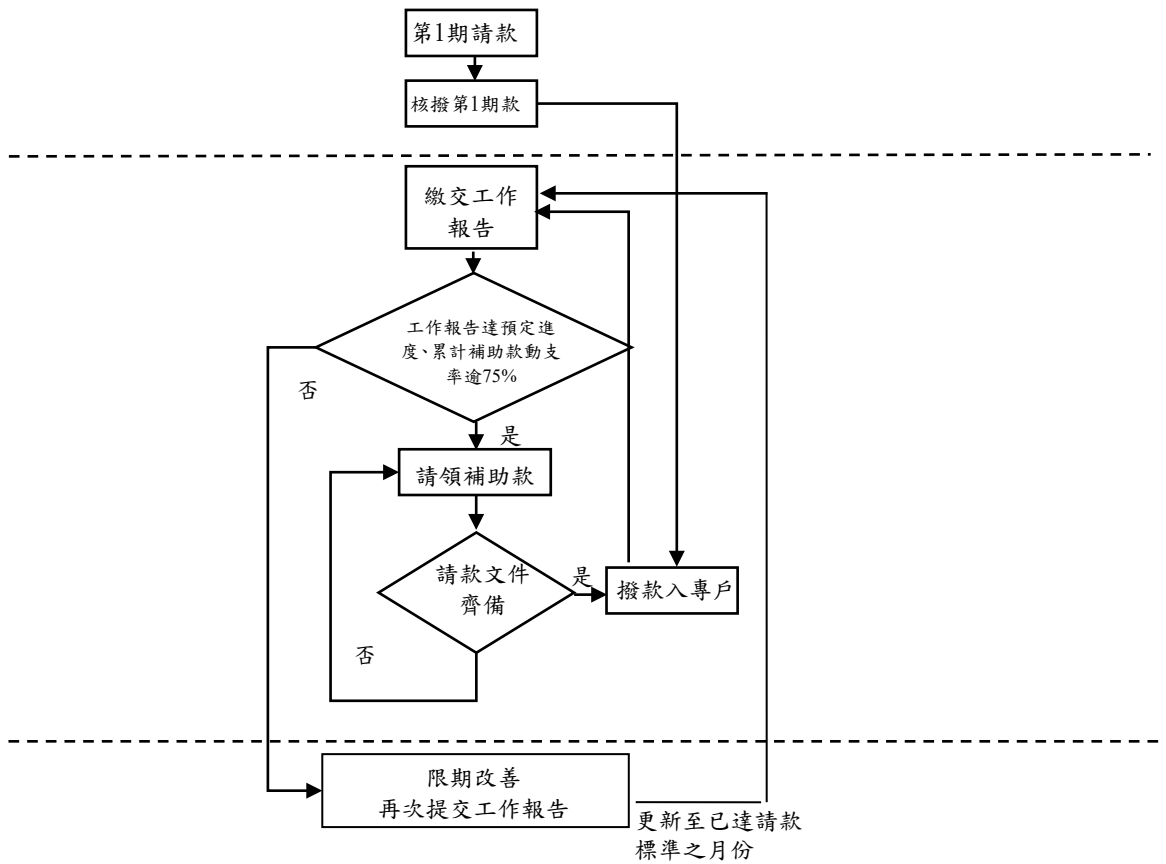 第1期請款
核撥第1期款
繳交工作
報告
工作報告達預定進
度、累計補助款動支
率逾75%
否
是
請領補助款
請款文件
齊備
是
撥款入專戶
否
限期改善
再次提交工作報告
更新至已達請款
標準之月份